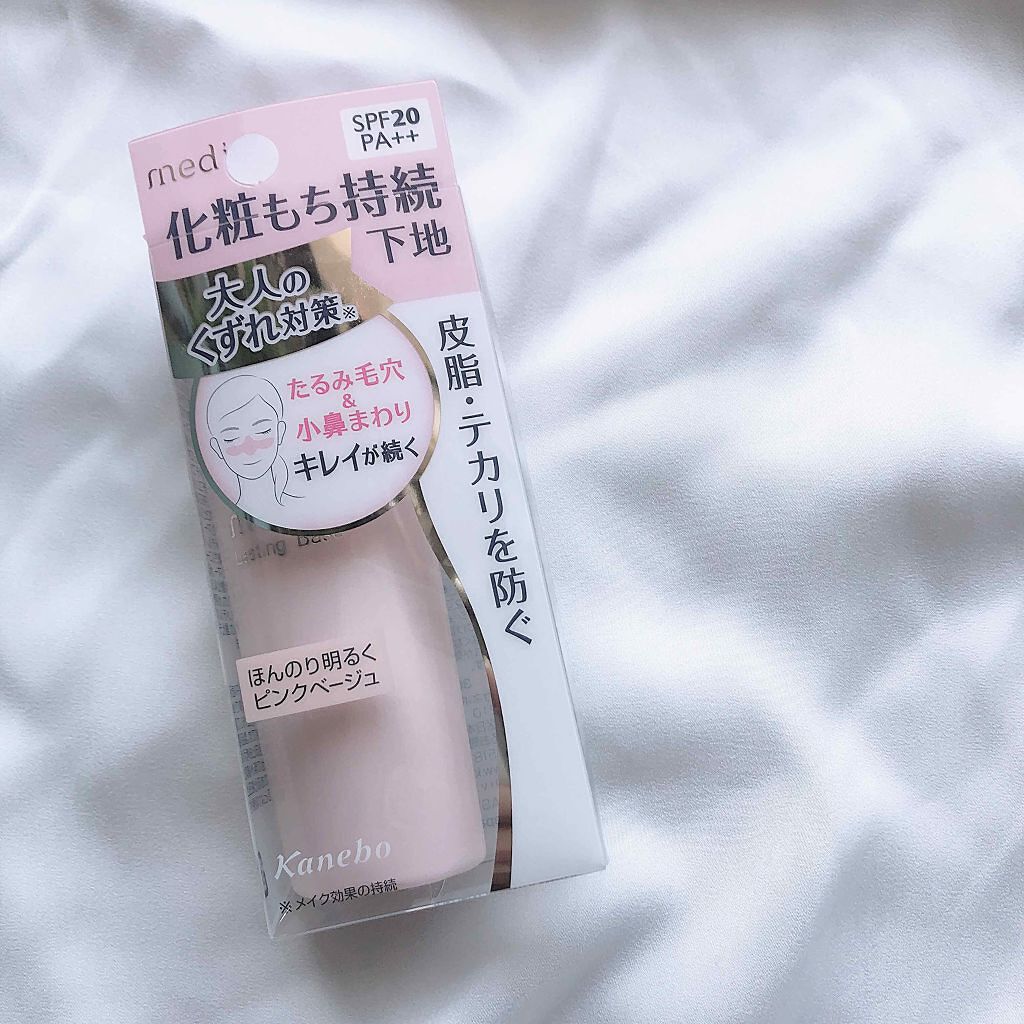 SPF20
PA++
化粧もち持続
下地
大人の
くずれ対策※
たるみ毛穴
&
小鼻まわり
キレイが続く
皮脂・テカリを防ぐ
ほんのり明るく
ピンクベージュ
Kanebo
※メイク効果の持続